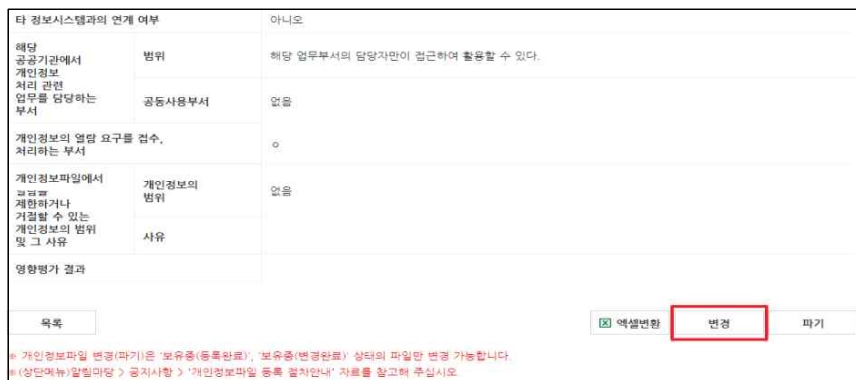 타 정보시스템과의 연계 여부 아니오
해당
공공기관에서
개인정보
처리 관련
업무를 담당하는
부서
범위 해당 업무부서의 담당자만이 접근하여 활용할 수 있다.
공동사용부서 없음
개인정보의 열람 요구를 접수,
처리하는 부서
ㅇ
개인정보파일에서
제한하거나
거절할 수 있는
개인정보의 범위
및 그 사유
개인정보의
범위
없음
사유
영향평가 결과
목록 엑셀변환 변경 파기
※ 개인정보파일 변경(파기)은 '보유중(등록완료)', '보유중(변경완료)' 상태의 파일만 변경 가능합니다.
※ (상단메뉴)알림마당 > 공지사항 > '개인정보파일 등록 절차안내' 자료를 참고해 주십시오.